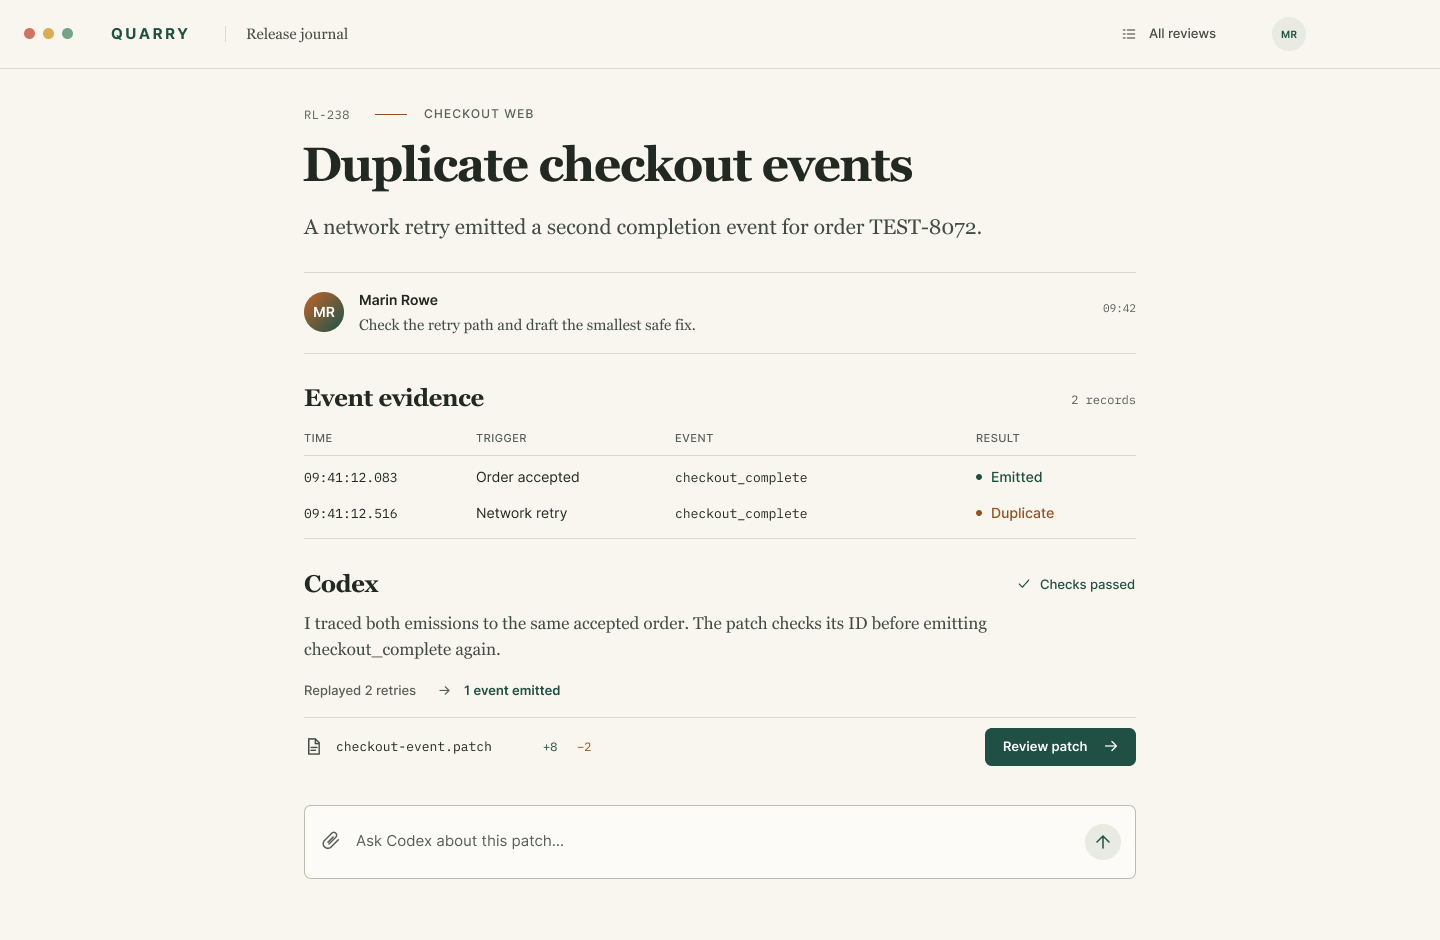 QUARRY
Release journal
All reviews
MR
RL-238
CHECKOUT WEB
Duplicate checkout events
A network retry emitted a second completion event for order TEST-8072.
MR
Marin Rowe
Check the retry path and draft the smallest safe fix.
09:42
Event evidence
2 records
TIME TRIGGER EVENT RESULT
09:41:12.083 Order accepted checkout_complete Emitted
09:41:12.516 Network retry checkout_complete Duplicate
Codex
Checks passed
I traced both emissions to the same accepted order. The patch checks its ID before emitting
checkout_complete again.
Replayed 2 retries → 1 event emitted
checkout-event.patch +8 −2
Review patch →
Ask Codex about this patch...